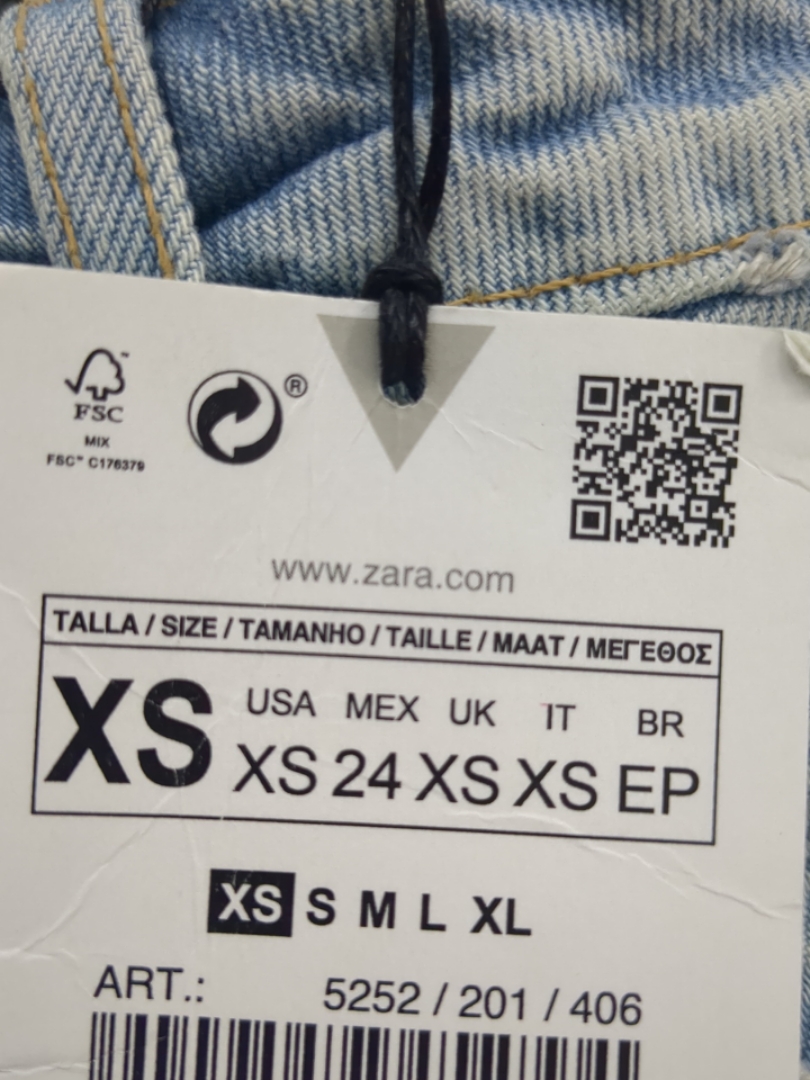 FSC™
MIX
FSC™ C176379
®
www.zara.com
TALLA / SIZE / TAMANHO / TAILLE / MAAT / ΜΕΓΕΘΟΣ
XS
USA MEX UK IT BR
XS 24 XS XS EP
XS S M L XL
ART.: 5252 / 201 / 406